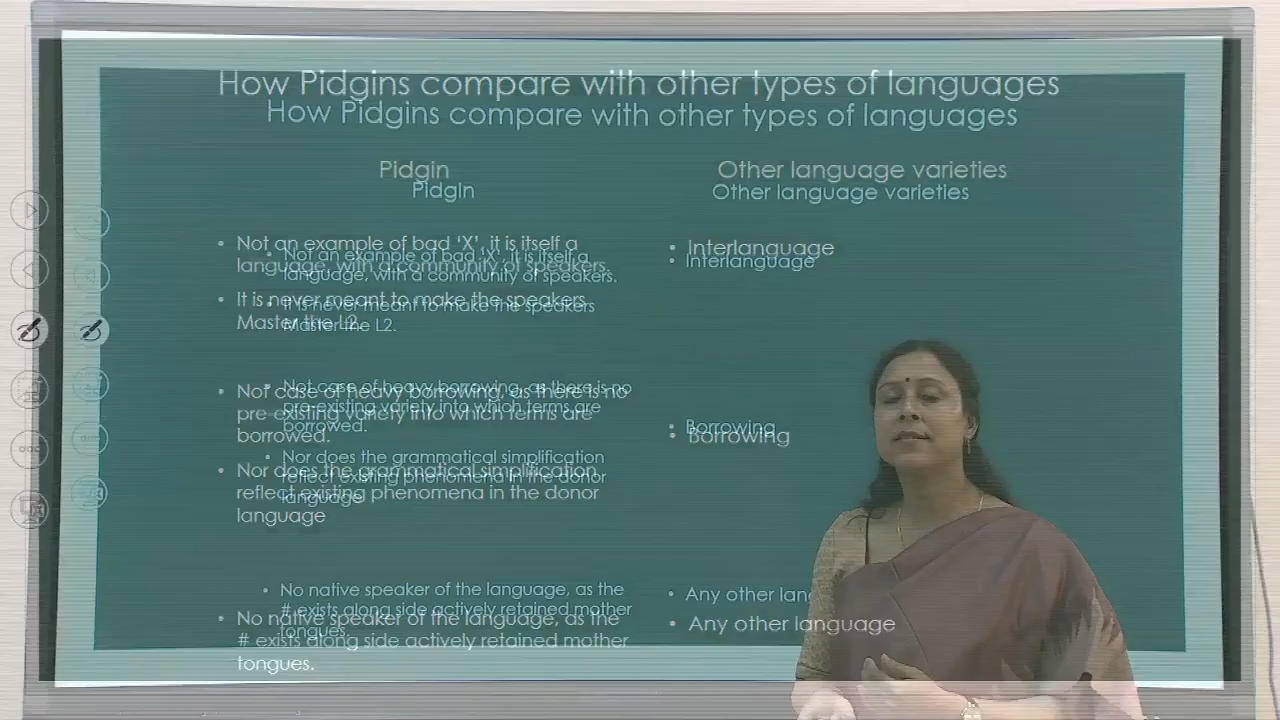 How Pidgins compare with other types of languages
How Pidgins compare with other types of languages
Pidgin
Other language varieties
Pidgin
Other language varieties
• Not an example of bad ‘X’, it is itself a
language, with a community of speakers.
• Interlanguage
• Not an example of bad ‘X’, it is itself a
language, with a community of speakers.
• Interlanguage
• It is never meant to make the speakers
Master the L2.
• It is never meant to make the speakers
Master the L2.
• Not case of heavy borrowing, as there is no
pre-existing variety into which terms are
borrowed.
• Borrowing
• Not case of heavy borrowing, as there is no
pre-existing variety into which terms are
borrowed.
• Borrowing
• Nor does the grammatical simplification
reflect existing phenomena in the donor
language
• Nor does the grammatical simplification
reflect existing phenomena in the donor
language
• No native speaker of the language, as the
# exists along side actively retained mother
tongues.
• Any other lan
• No native speaker of the language, as the
# exists along side actively retained mother
tongues.
• Any other language